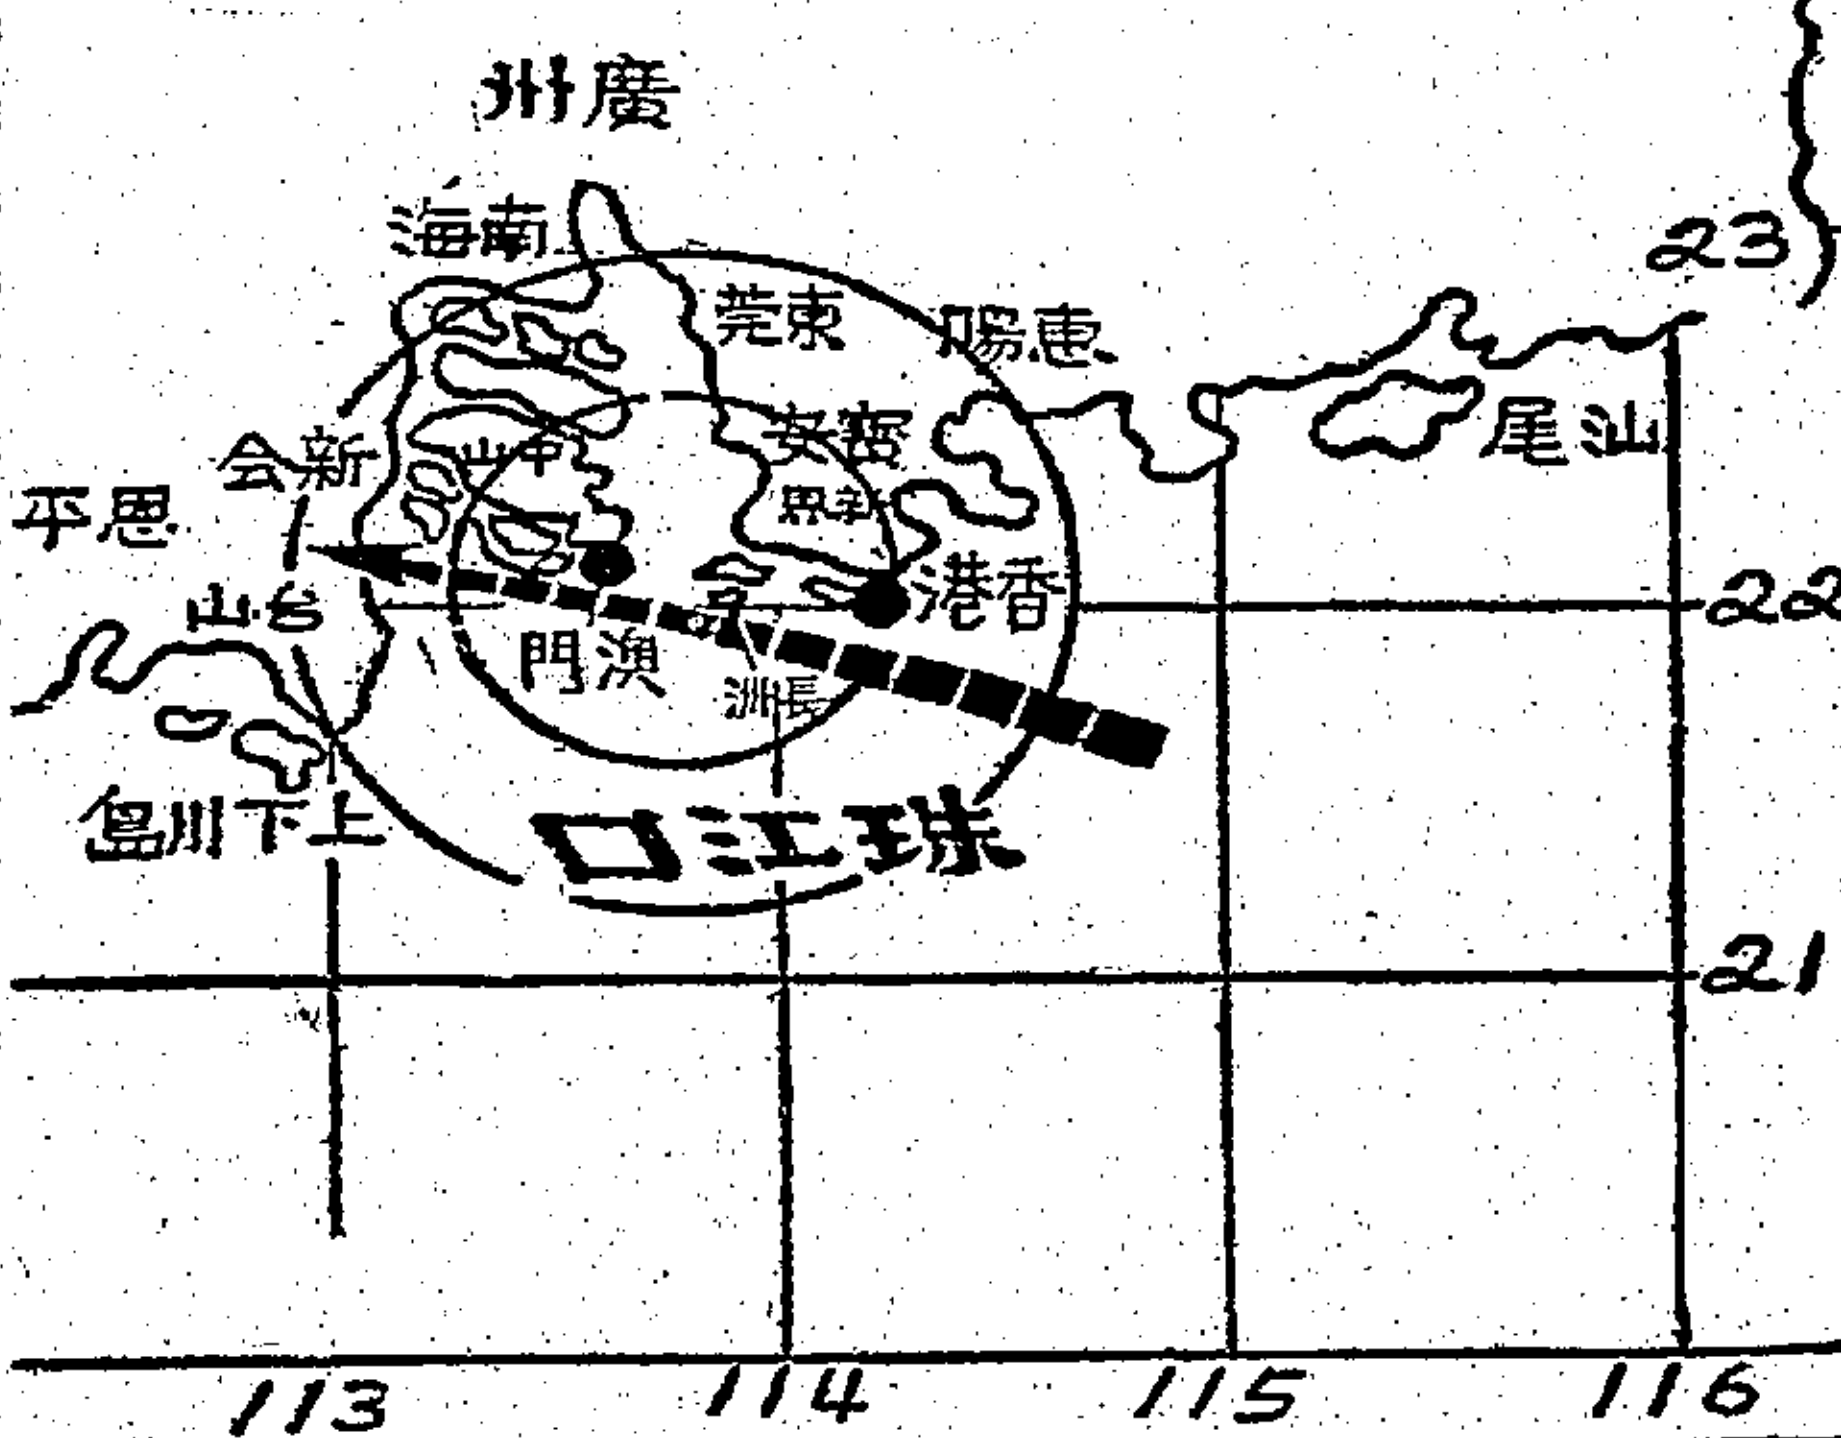 廣州
南海
23
東莞
惠陽
寶安
汕尾
新会
中山
恩平
新界
香港
22
台山
澳門
長洲
上下川島
珠江口
21
113
114
115
116